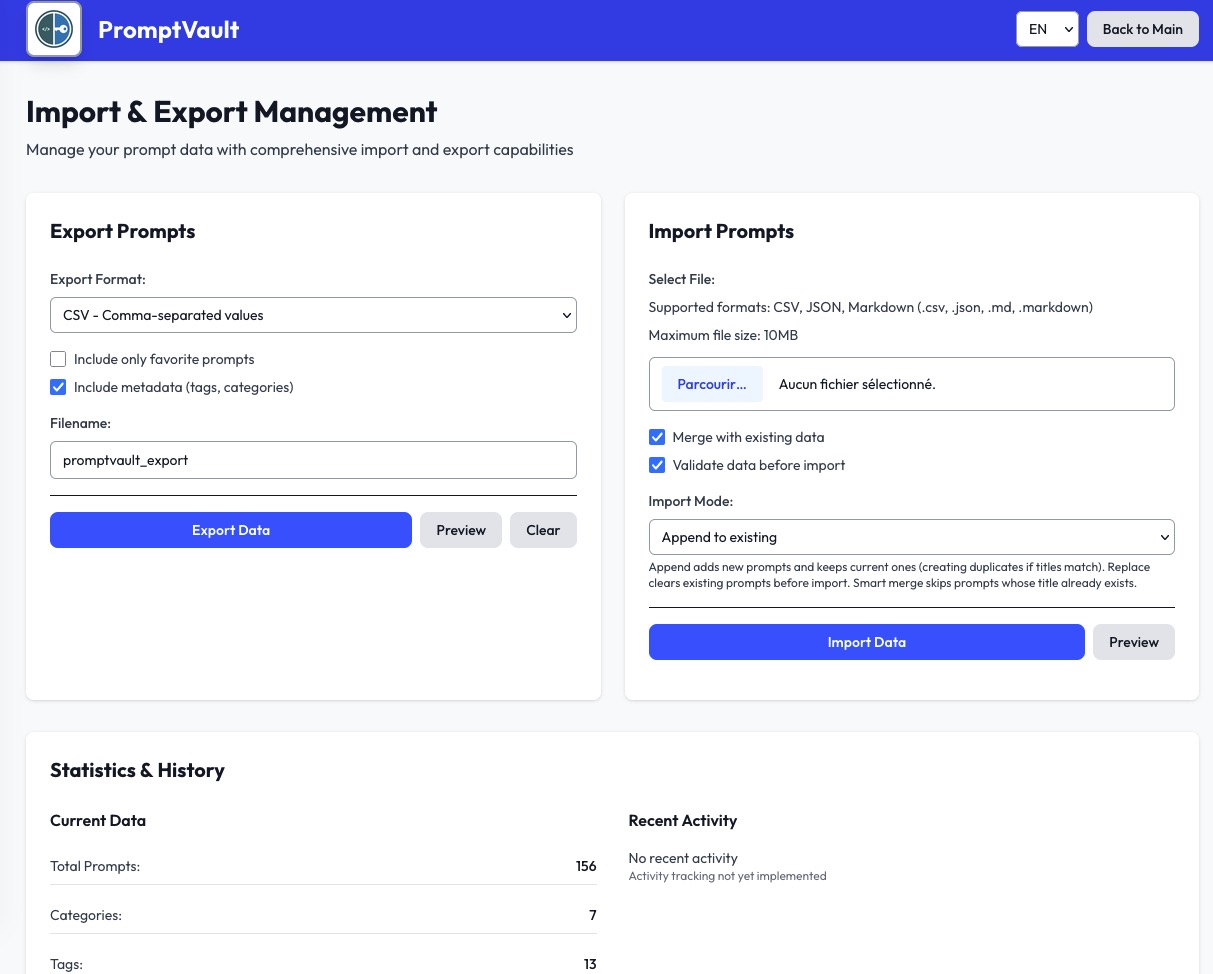 PromptVault
EN
Back to Main
Import & Export Management
Manage your prompt data with comprehensive import and export capabilities
Export Prompts
Export Format:
CSV - Comma-separated values
Include only favorite prompts
Include metadata (tags, categories)
Filename:
promptvault_export
Export Data
Preview
Clear
Import Prompts
Select File:
Supported formats: CSV, JSON, Markdown (.csv, .json, .md, .markdown)
Maximum file size: 10MB
Parcourir...
Aucun fichier sélectionné.
Merge with existing data
Validate data before import
Import Mode:
Append to existing
Append adds new prompts and keeps current ones (creating duplicates if titles match). Replace
clears existing prompts before import. Smart merge skips prompts whose title already exists.
Import Data
Preview
Statistics & History
Current Data
Total Prompts: 156
Categories: 7
Tags: 13
Recent Activity
No recent activity
Activity tracking not yet implemented